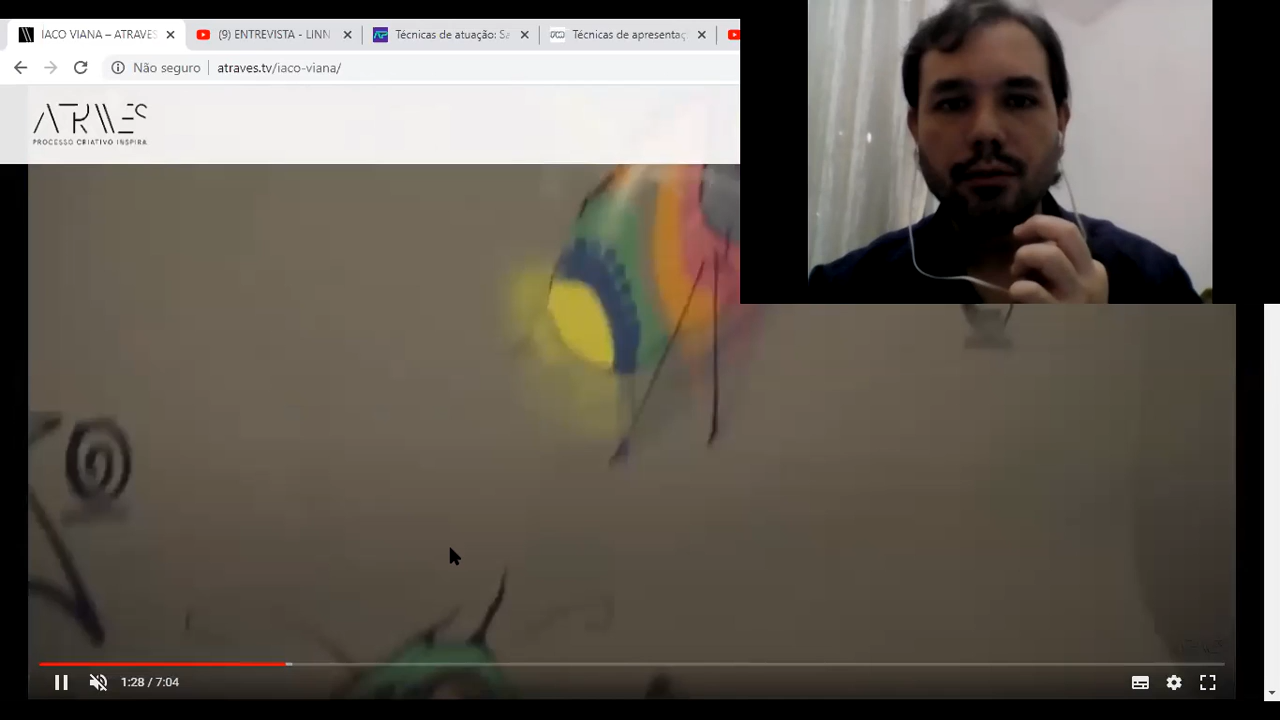 IACO VIANA – ATRAVES
(9) ENTREVISTA - LINN
Técnicas de atuação: Sa
Técnicas de apresentaç
Não seguro
atraves.tv/iaco-viana/
ATRAVES
PROCESSO CRIATIVO INSPIRA
1:28 / 7:04